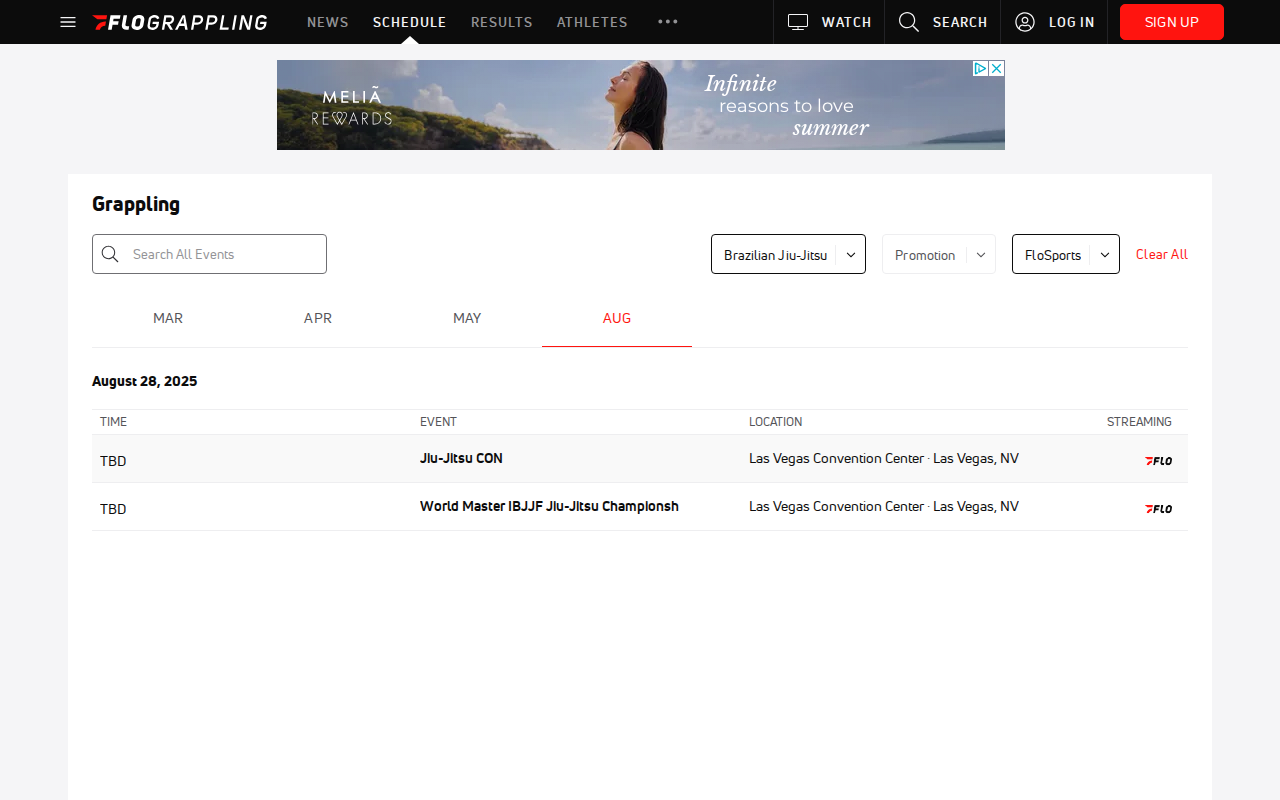 FLOGRAPPLING NEWS SCHEDULE RESULTS ATHLETES WATCH SEARCH LOG IN SIGN UP
MELIÃ
REWARDS
Infinite
reasons to love
summer
Grappling
Search All Events Brazilian Jiu-Jitsu Promotion FloSports Clear All
MAR APR MAY AUG
August 28, 2025
TIME EVENT LOCATION STREAMING
TBD Jiu-Jitsu CON Las Vegas Convention Center · Las Vegas, NV FLO
TBD World Master IBJJF Jiu-Jitsu Championsh Las Vegas Convention Center · Las Vegas, NV FLO